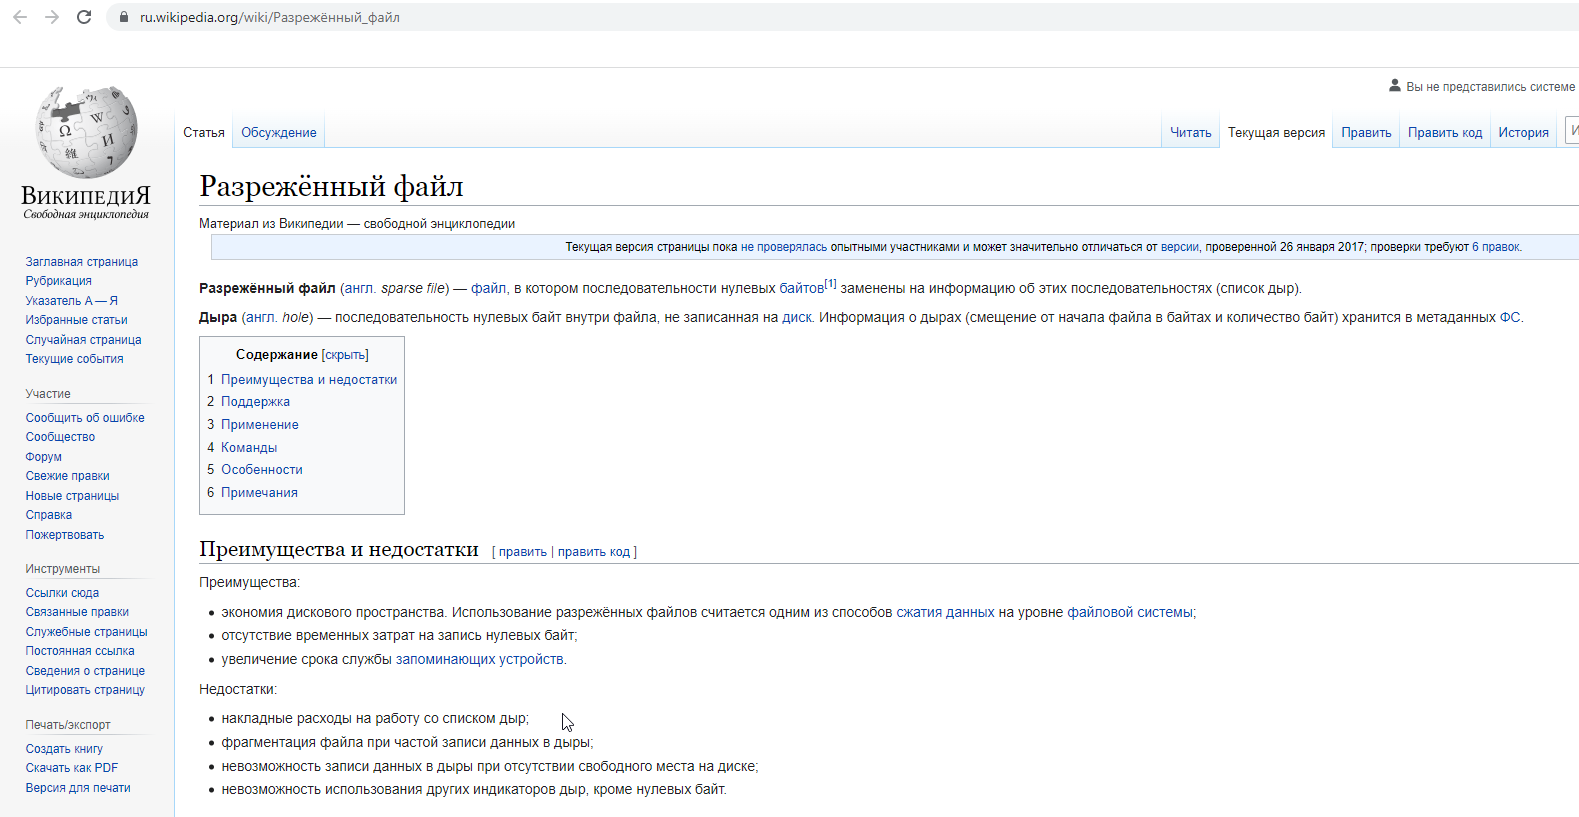 ru.wikipedia.org/wiki/Разрежённый_файл
Вы не представились системе
Статья Обсуждение Читать Текущая версия Править Править код История
ВикипедиЯ
Свободная энциклопедия
Заглавная страница
Рубрикация
Указатель А — Я
Избранные статьи
Случайная страница
Текущие события
Участие
Сообщить об ошибке
Сообщество
Форум
Свежие правки
Новые страницы
Справка
Пожертвовать
Инструменты
Ссылки сюда
Связанные правки
Служебные страницы
Постоянная ссылка
Сведения о странице
Цитировать страницу
Печать/экспорт
Создать книгу
Скачать как PDF
Версия для печати
Разрежённый файл
Материал из Википедии — свободной энциклопедии
Текущая версия страницы пока не проверялась опытными участниками и может значительно отличаться от версии, проверенной 26 января 2017; проверки требуют 6 правок.
Разрежённый файл (англ. sparse file) — файл, в котором последовательности нулевых байтов[1] заменены на информацию об этих последовательностях (список дыр).
Дыра (англ. hole) — последовательность нулевых байт внутри файла, не записанная на диск. Информация о дырах (смещение от начала файла в байтах и количество байт) хранится в метаданных ФС.
Содержание [скрыть]
1 Преимущества и недостатки
2 Поддержка
3 Применение
4 Команды
5 Особенности
6 Примечания
Преимущества и недостатки [ править | править код ]
Преимущества:
• экономия дискового пространства. Использование разрежённых файлов считается одним из способов сжатия данных на уровне файловой системы;
• отсутствие временных затрат на запись нулевых байт;
• увеличение срока службы запоминающих устройств.
Недостатки:
• накладные расходы на работу со списком дыр;
• фрагментация файла при частой записи данных в дыры;
• невозможность записи данных в дыры при отсутствии свободного места на диске;
• невозможность использования других индикаторов дыр, кроме нулевых байт.